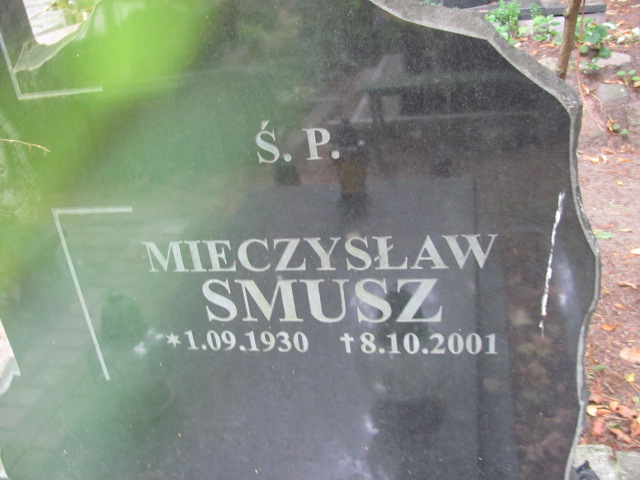 Ś. P.
MIECZYSŁAW
SMUSZ
*1.09.1930 †8.10.2001